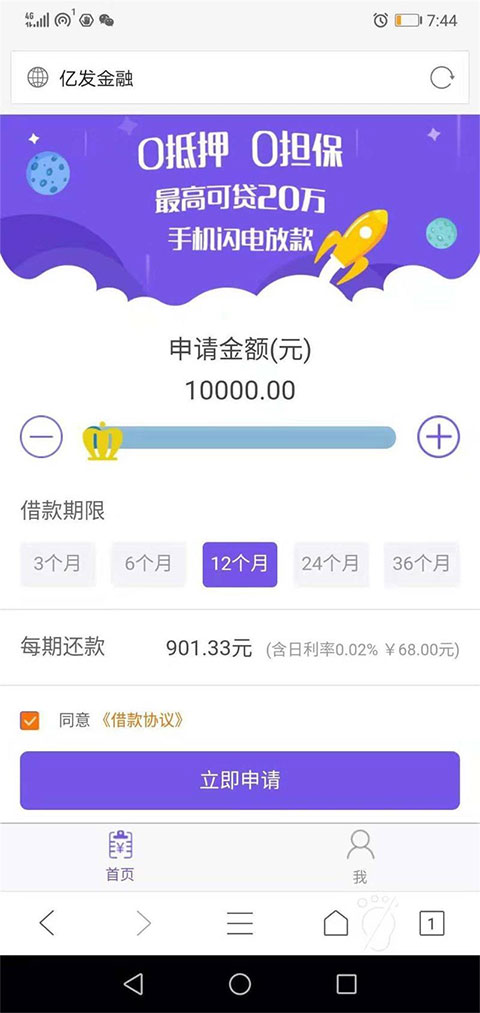 4G 1 7:44
亿发金融
0抵押 0担保
最高可贷20万
手机闪电放款
申请金额(元)
10000.00
借款期限
3个月 6个月 12个月 24个月 36个月
每期还款 901.33元 (含日利率0.02% ￥68.00元)
同意 《借款协议》
立即申请
首页 我
1